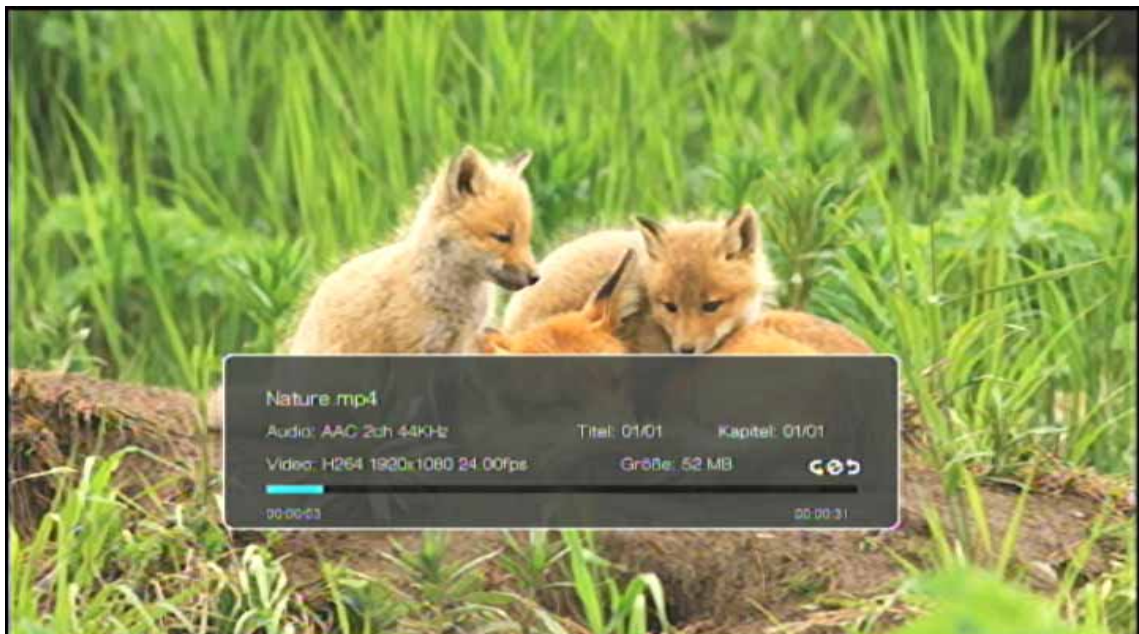 Nature.mp4
Audio: AAC 2ch 44KHz Titel: 01/01 Kapitel: 01/01
Video: H264 1920x1080 24.00fps Größe: 52 MB
00:00:03 00:00:31